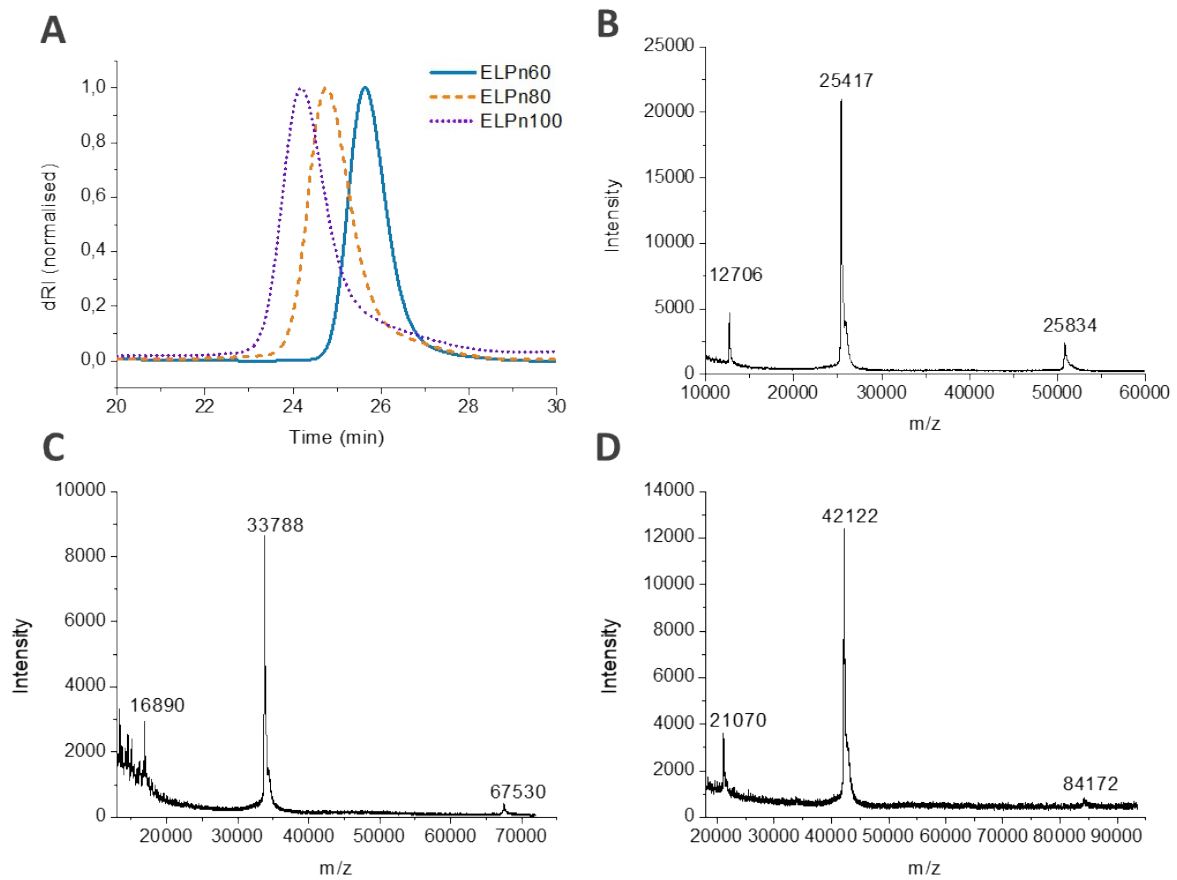 A
ELPn60
ELPn80
ELPn100
1,0
0,8
0,6
0,4
0,2
0,0
dRI (normalised)
20 22 24 26 28 30
Time (min)
B
25000
20000
15000
10000
5000
0
Intensity
12706
25417
25834
10000 20000 30000 40000 50000 60000
m/z
C
10000
8000
6000
4000
2000
0
Intensity
16890
33788
67530
20000 30000 40000 50000 60000 70000
m/z
D
14000
12000
10000
8000
6000
4000
2000
0
Intensity
21070
42122
84172
20000 30000 40000 50000 60000 70000 80000 90000
m/z